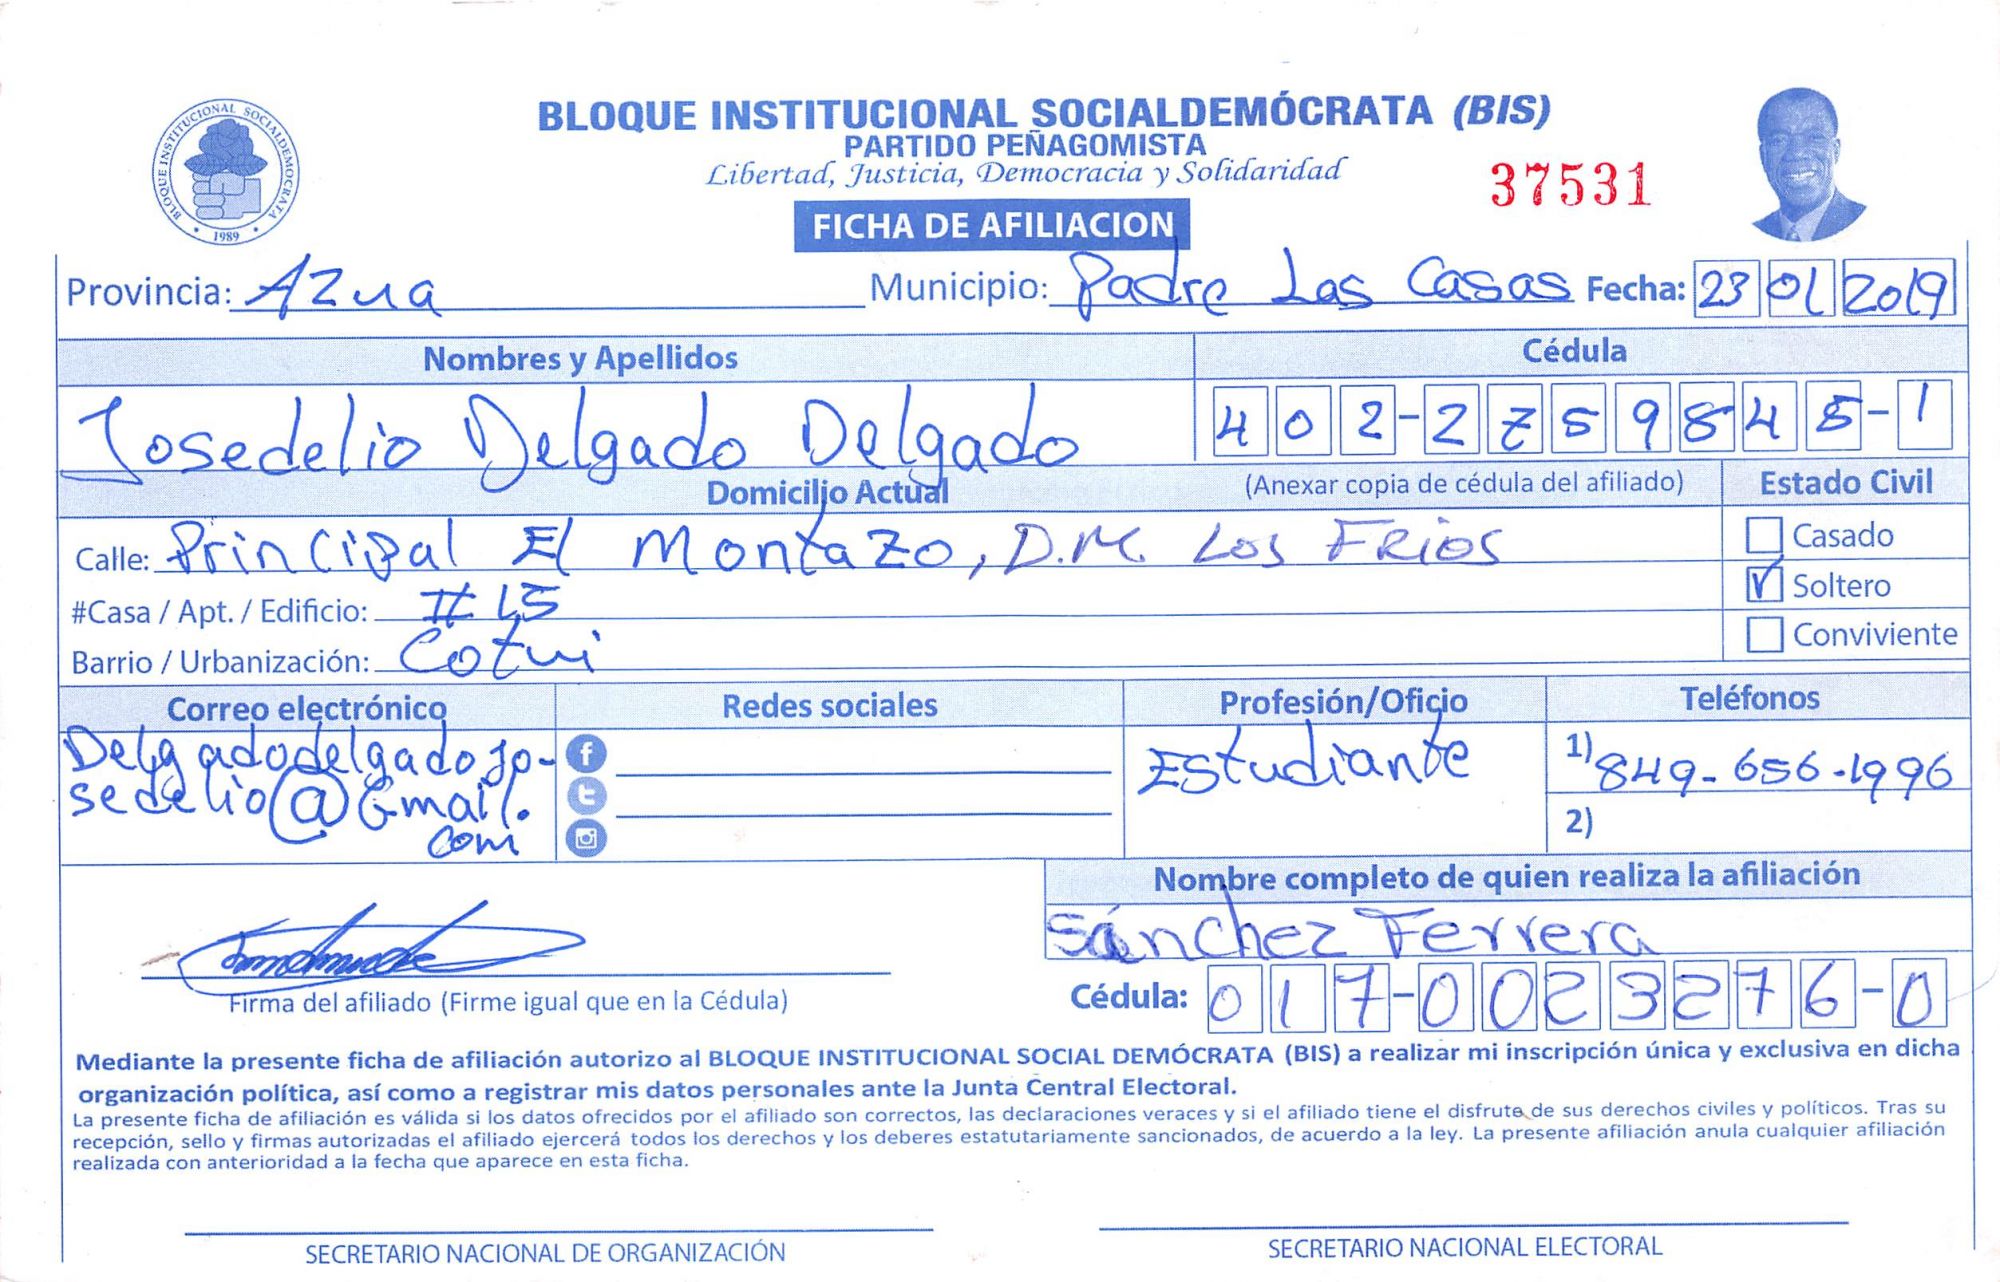 BLOQUE INSTITUCIONAL SOCIALDEMOCRATA
1989
BLOQUE INSTITUCIONAL SOCIALDEMÓCRATA (BIS)
PARTIDO PEÑAGOMISTA
Libertad, Justicia, Democracia y Solidaridad
37531
FICHA DE AFILIACION
Provincia: Azua Municipio: Padre Las Casas Fecha: 23 01 2019
Nombres y Apellidos Cédula
Josedelio Delgado Delgado 402-2759845-1
Domicilio Actual (Anexar copia de cédula del afiliado) Estado Civil
Calle: Principal El Montazo, D.M. Los Frios Casado
#Casa / Apt. / Edificio: #15 Soltero
Barrio / Urbanización: Cotui Conviviente
Correo electrónico Redes sociales Profesión/Oficio Teléfonos
Delgadodelgadojo- Estudiante 1) 849-656-1996
sedelio@Gmail.
com 2)
Nombre completo de quien realiza la afiliación
Sánchez Ferrera
Firma del afiliado (Firme igual que en la Cédula) Cédula: 017-0023276-0
Mediante la presente ficha de afiliación autorizo al BLOQUE INSTITUCIONAL SOCIAL DEMÓCRATA (BIS) a realizar mi inscripción única y exclusiva en dicha
organización política, así como a registrar mis datos personales ante la Junta Central Electoral.
La presente ficha de afiliación es válida si los datos ofrecidos por el afiliado son correctos, las declaraciones veraces y si el afiliado tiene el disfrute de sus derechos civiles y políticos. Tras su
recepción, sello y firmas autorizadas el afiliado ejercerá todos los derechos y los deberes estatutariamente sancionados, de acuerdo a la ley. La presente afiliación anula cualquier afiliación
realizada con anterioridad a la fecha que aparece en esta ficha.
SECRETARIO NACIONAL DE ORGANIZACIÓN SECRETARIO NACIONAL ELECTORAL